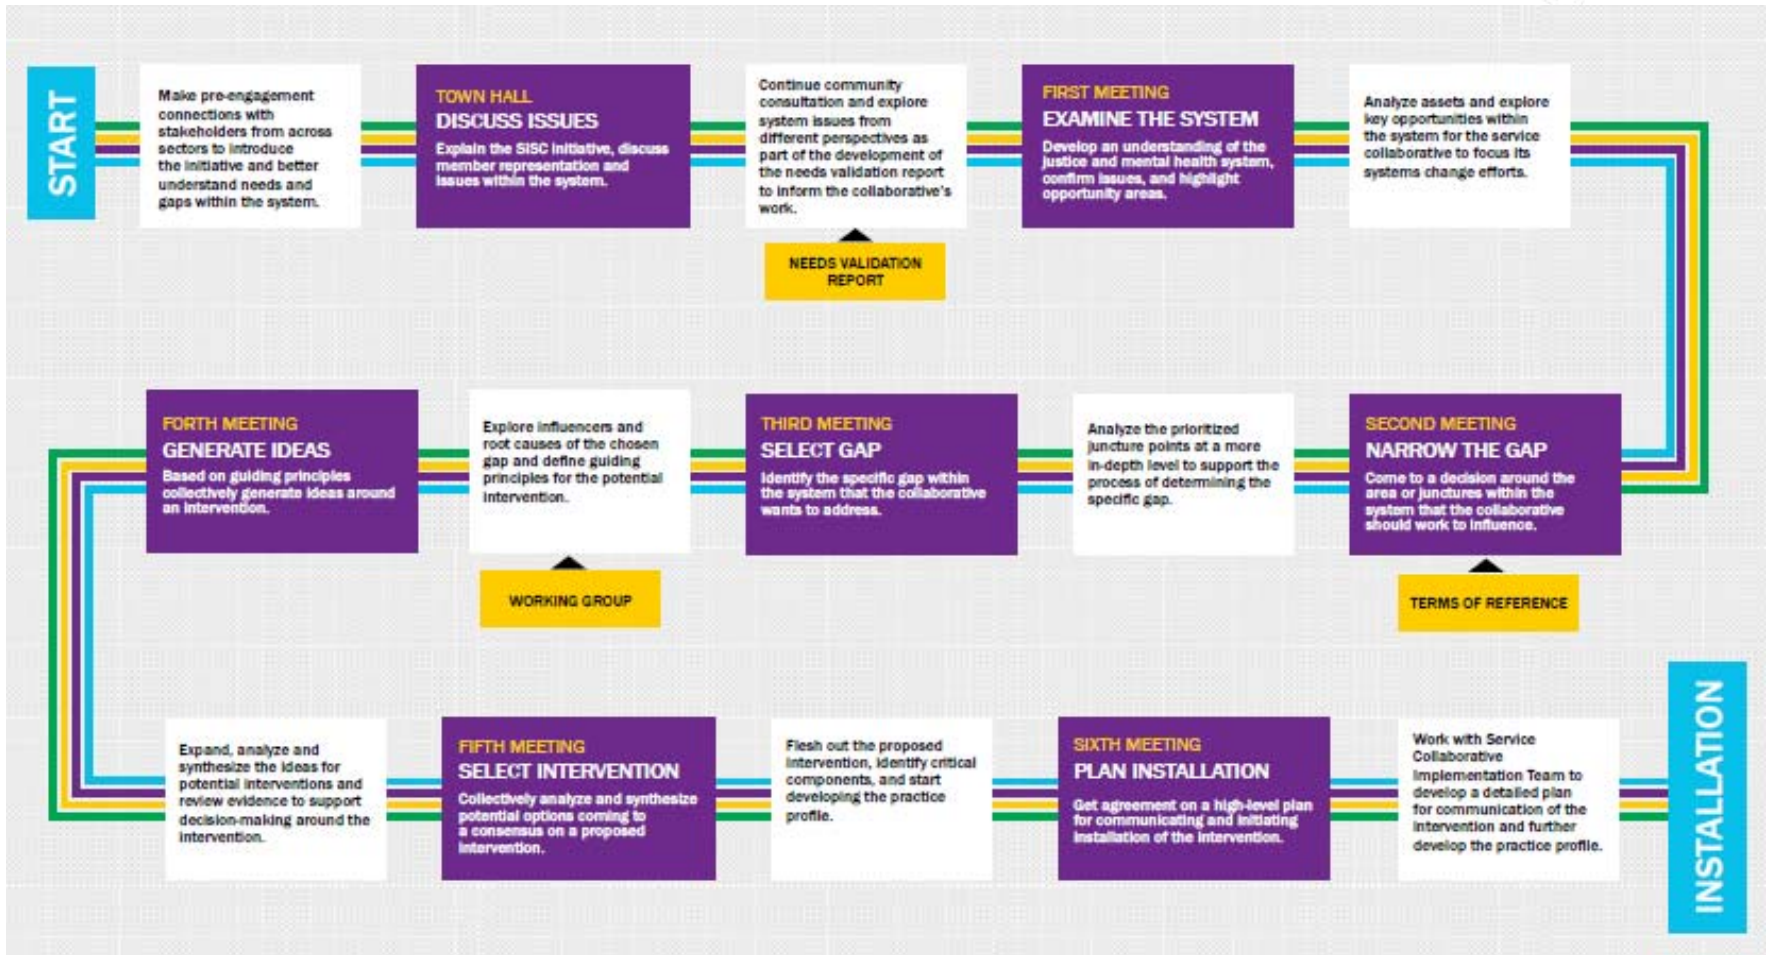 START
Make pre-engagement
connections with
stakeholders from across
sectors to introduce
the initiative and better
understand needs and
gaps within the system.
TOWN HALL
DISCUSS ISSUES
Explain the SISC initiative, discuss
member representation and
issues within the system.
Continue community
consultation and explore
system issues from
different perspectives as
part of the development of
the needs validation report
to inform the collaborative's
work.
NEEDS VALIDATION
REPORT
FIRST MEETING
EXAMINE THE SYSTEM
Develop an understanding of the
justice and mental health system,
confirm issues, and highlight
opportunity areas.
Analyze assets and explore
key opportunities within
the system for the service
collaborative to focus its
systems change efforts.
SECOND MEETING
NARROW THE GAP
Come to a decision around the
area or junctures within the
system that the collaborative
should work to influence.
TERMS OF REFERENCE
Analyze the prioritized
juncture points at a more
in-depth level to support the
process of determining the
specific gap.
THIRD MEETING
SELECT GAP
Identify the specific gap within
the system that the collaborative
wants to address.
Explore influencers and
root causes of the chosen
gap and define guiding
principles for the potential
intervention.
WORKING GROUP
FORTH MEETING
GENERATE IDEAS
Based on guiding principles
collectively generate ideas around
an intervention.
Expand, analyze and
synthesize the ideas for
potential interventions and
review evidence to support
decision-making around the
intervention.
FIFTH MEETING
SELECT INTERVENTION
Collectively analyze and synthesize
potential options coming to
a consensus on a proposed
intervention.
Flesh out the proposed
intervention, identify critical
components, and start
developing the practice
profile.
SIXTH MEETING
PLAN INSTALLATION
Get agreement on a high-level plan
for communicating and initiating
installation of the intervention.
Work with Service
Collaborative
Implementation Team to
develop a detailed plan
for communication of the
intervention and further
develop the practice profile.
INSTALLATION